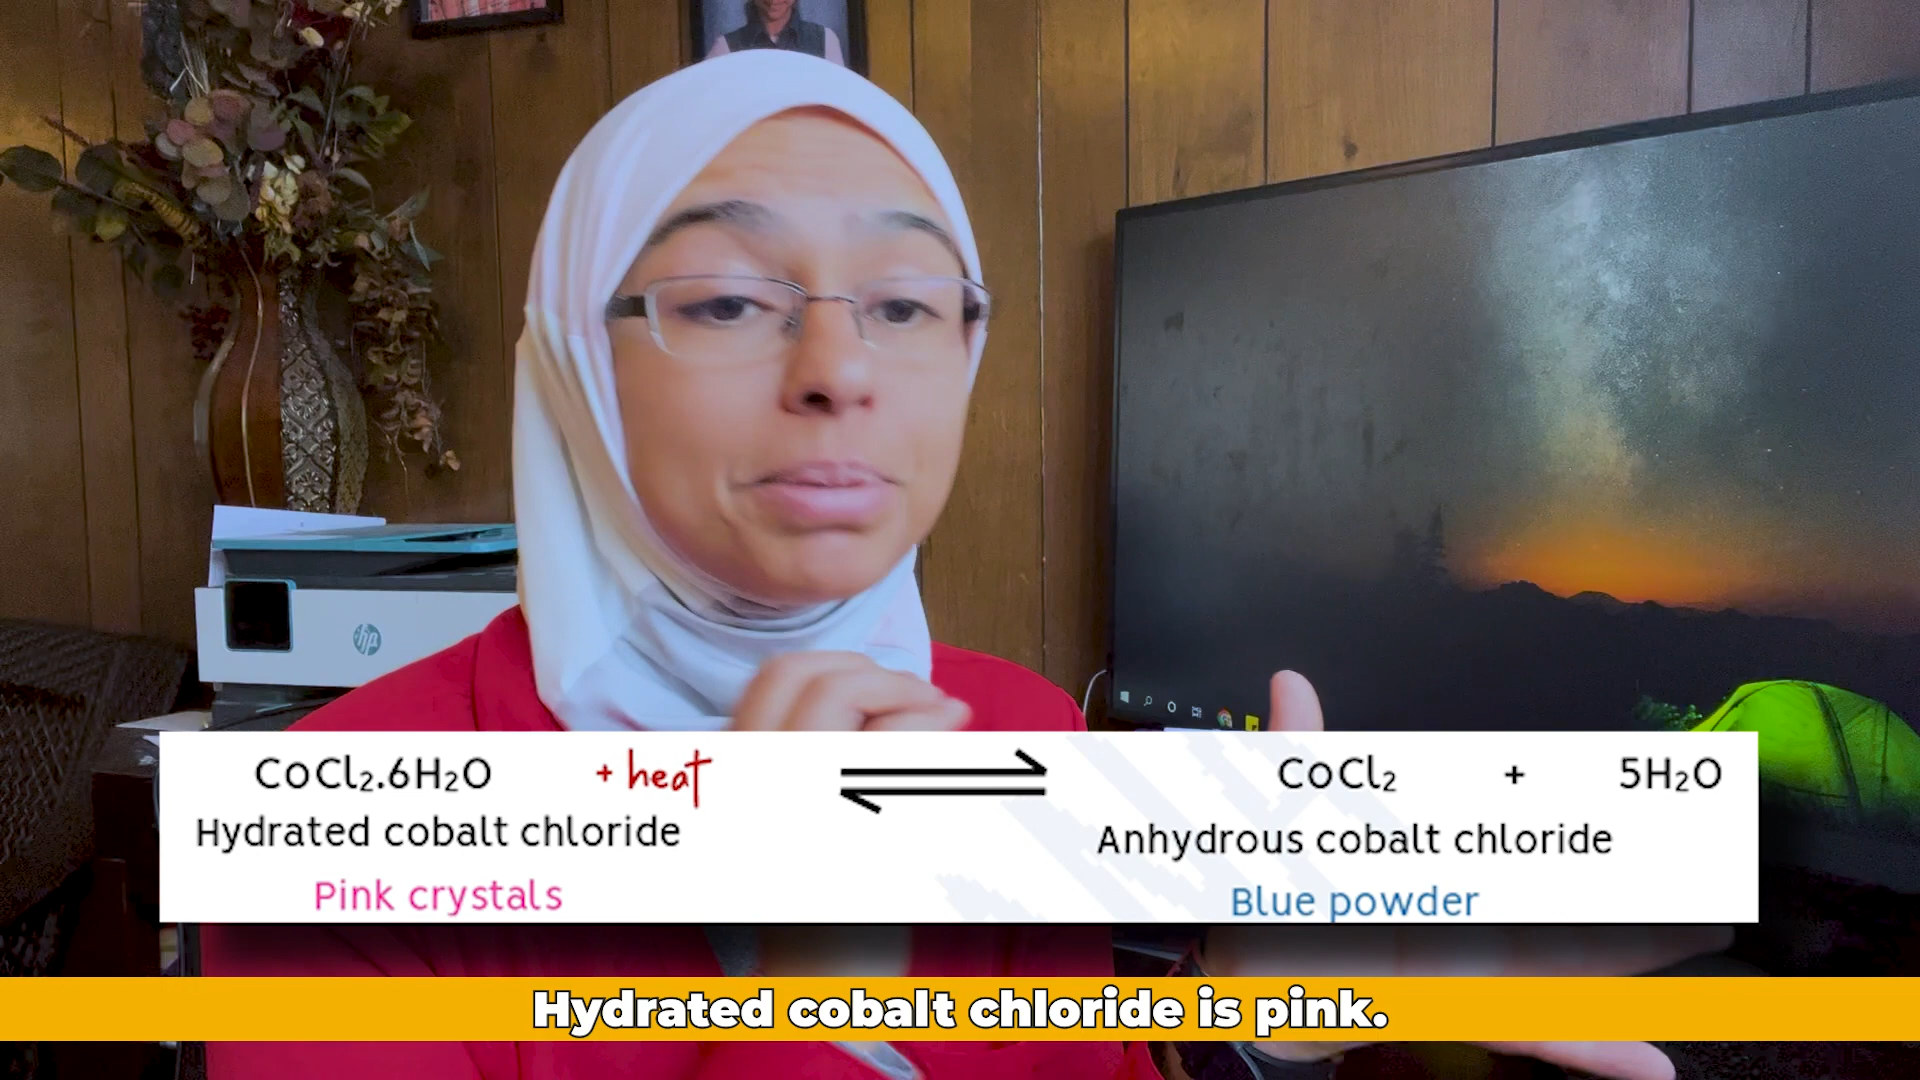 hp
CoCl₂.6H₂O + heat ⇌ CoCl₂ + 5H₂O
Hydrated cobalt chloride Anhydrous cobalt chloride
Pink crystals Blue powder
Hydrated cobalt chloride is pink.